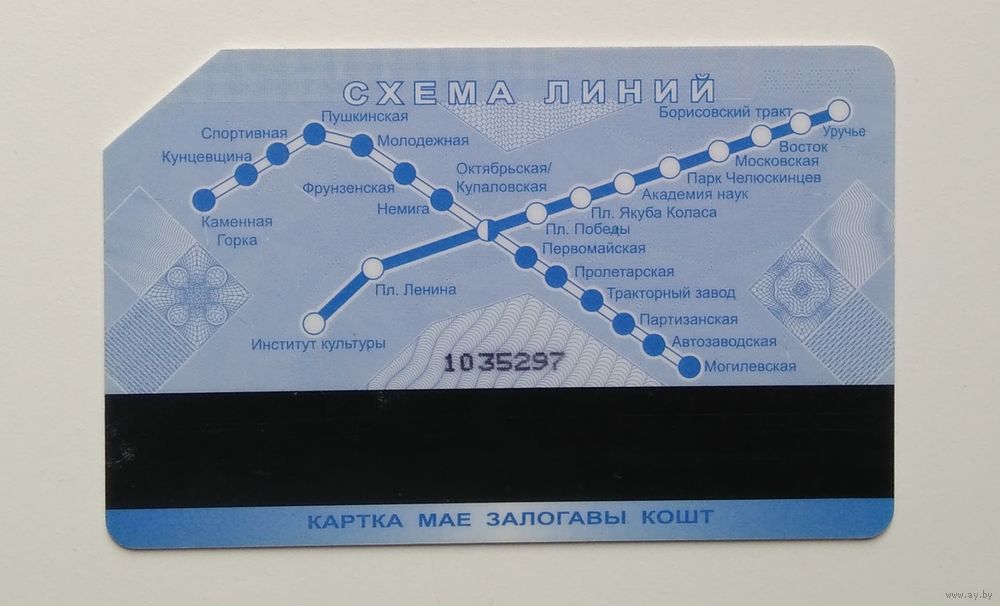 СХЕМА ЛИНИЙ
Пушкинская
Спортивная
Молодежная
Кунцевщина
Фрунзенская
Немига
Каменная
Горка
Октябрьская/
Купаловская
Борисовский тракт
Уручье
Восток
Московская
Парк Челюскинцев
Академия наук
Пл. Якуба Коласа
Пл. Победы
Первомайская
Пролетарская
Тракторный завод
Партизанская
Автозаводская
Могилевская
Пл. Ленина
Институт культуры
1035297
КАРТКА МАЕ ЗАЛОГАВЫ КОШТ
www.ay.by